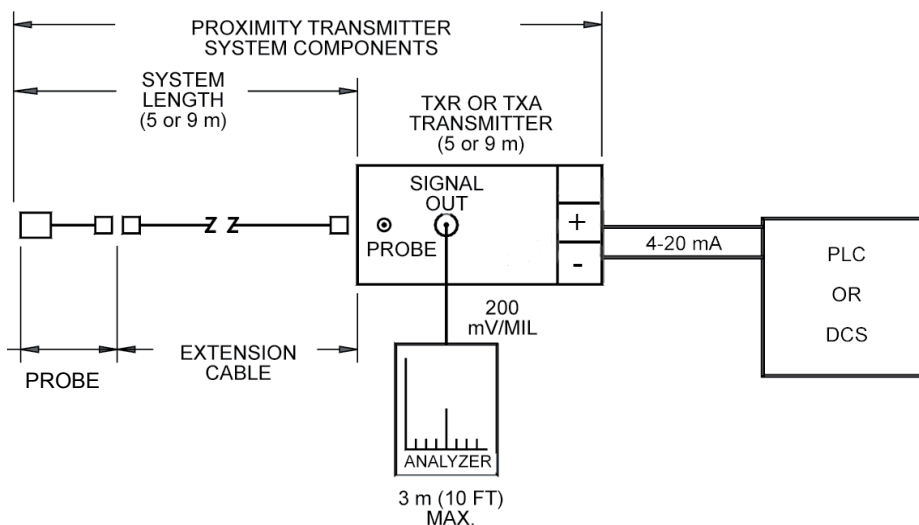 PROXIMITY TRANSMITTER
SYSTEM COMPONENTS
SYSTEM
LENGTH
(5 or 9 m)
TXR OR TXA
TRANSMITTER
(5 or 9 m)
SIGNAL
OUT
PROBE
+
-
4-20 mA
PLC
OR
DCS
Z Z
200
mV/MIL
EXTENSION
CABLE
PROBE
ANALYZER
3 m (10 FT)
MAX.